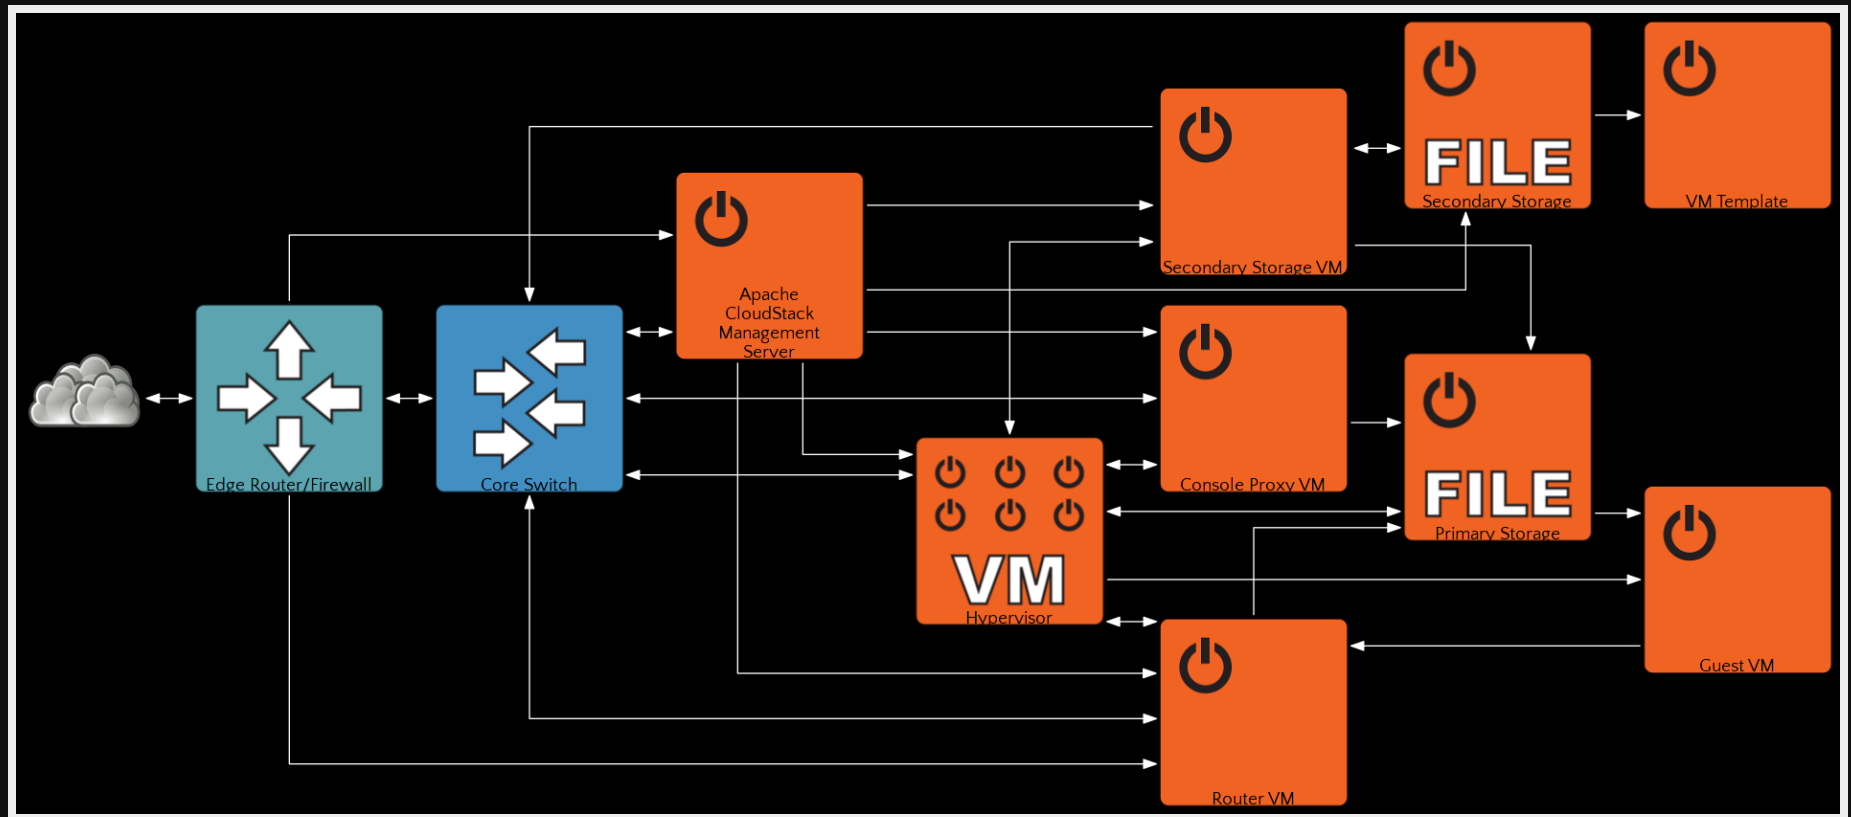 FILE
Secondary Storage
VM Template
Secondary Storage VM
Apache
CloudStack
Management
Server
Edge Router/Firewall
Core Switch
Console Proxy VM
FILE
Primary Storage
VM
Hypervisor
Guest VM
Router VM